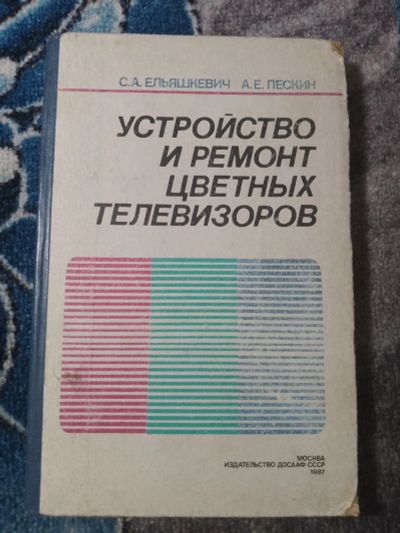 С.А. ЕЛЬЯШКЕВИЧ А.Е. ПЕСКИН
УСТРОЙСТВО
И РЕМОНТ
ЦВЕТНЫХ
ТЕЛЕВИЗОРОВ
МОСКВА
ИЗДАТЕЛЬСТВО ДОСААФ СССР
1987